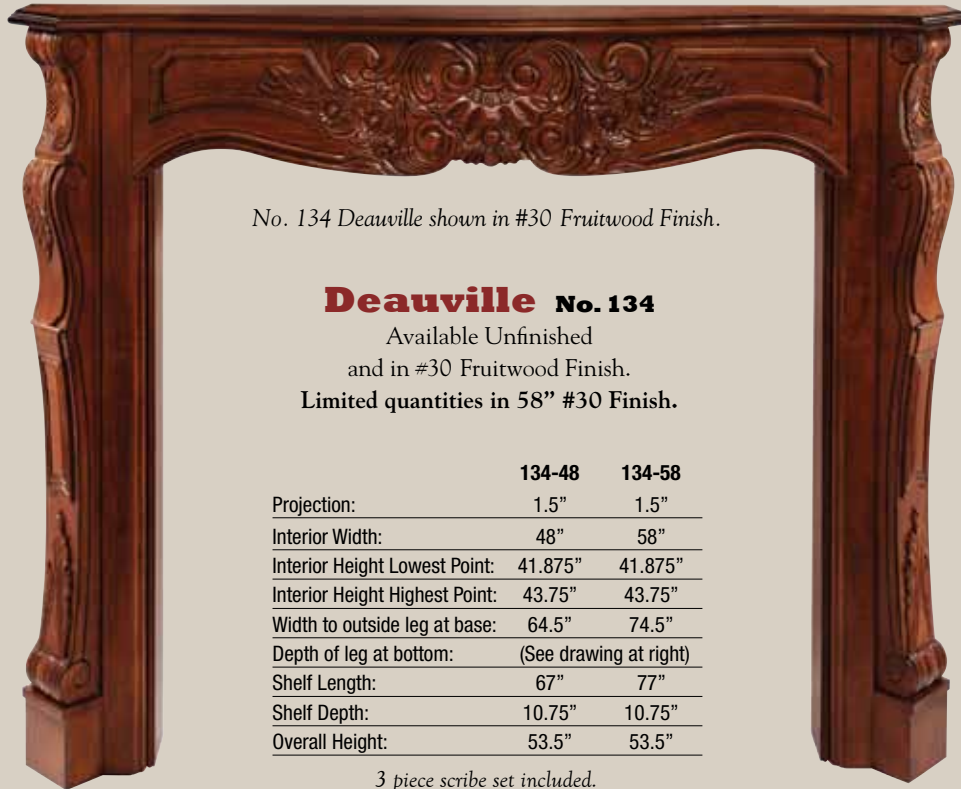 No. 134 Deauville shown in #30 Fruitwood Finish.
Deauville No. 134
Available Unfinished
and in #30 Fruitwood Finish.
Limited quantities in 58” #30 Finish.
134-48 134-58
Projection: 1.5” 1.5”
Interior Width: 48” 58”
Interior Height Lowest Point: 41.875” 41.875”
Interior Height Highest Point: 43.75” 43.75”
Width to outside leg at base: 64.5” 74.5”
Depth of leg at bottom: (See drawing at right)
Shelf Length: 67” 77”
Shelf Depth: 10.75” 10.75”
Overall Height: 53.5” 53.5”
3 piece scribe set included.